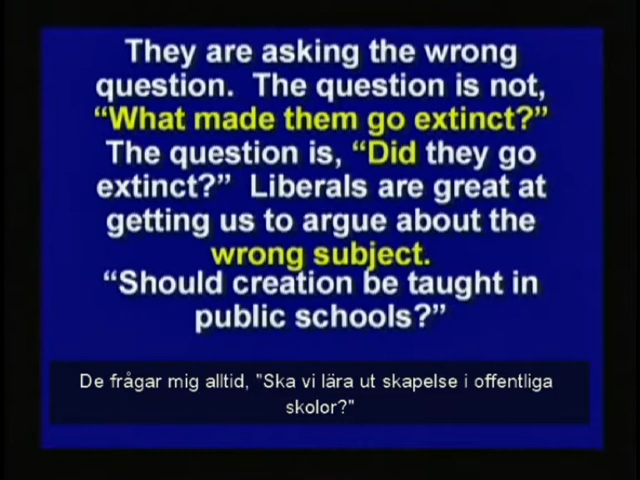 They are asking the wrong
question.  The question is not,
“What made them go extinct?”
The question is, “Did they go
extinct?”  Liberals are great at
getting us to argue about the
wrong subject.
“Should creation be taught in
public schools?”
De frågar mig alltid, "Ska vi lära ut skapelse i offentliga
skolor?"